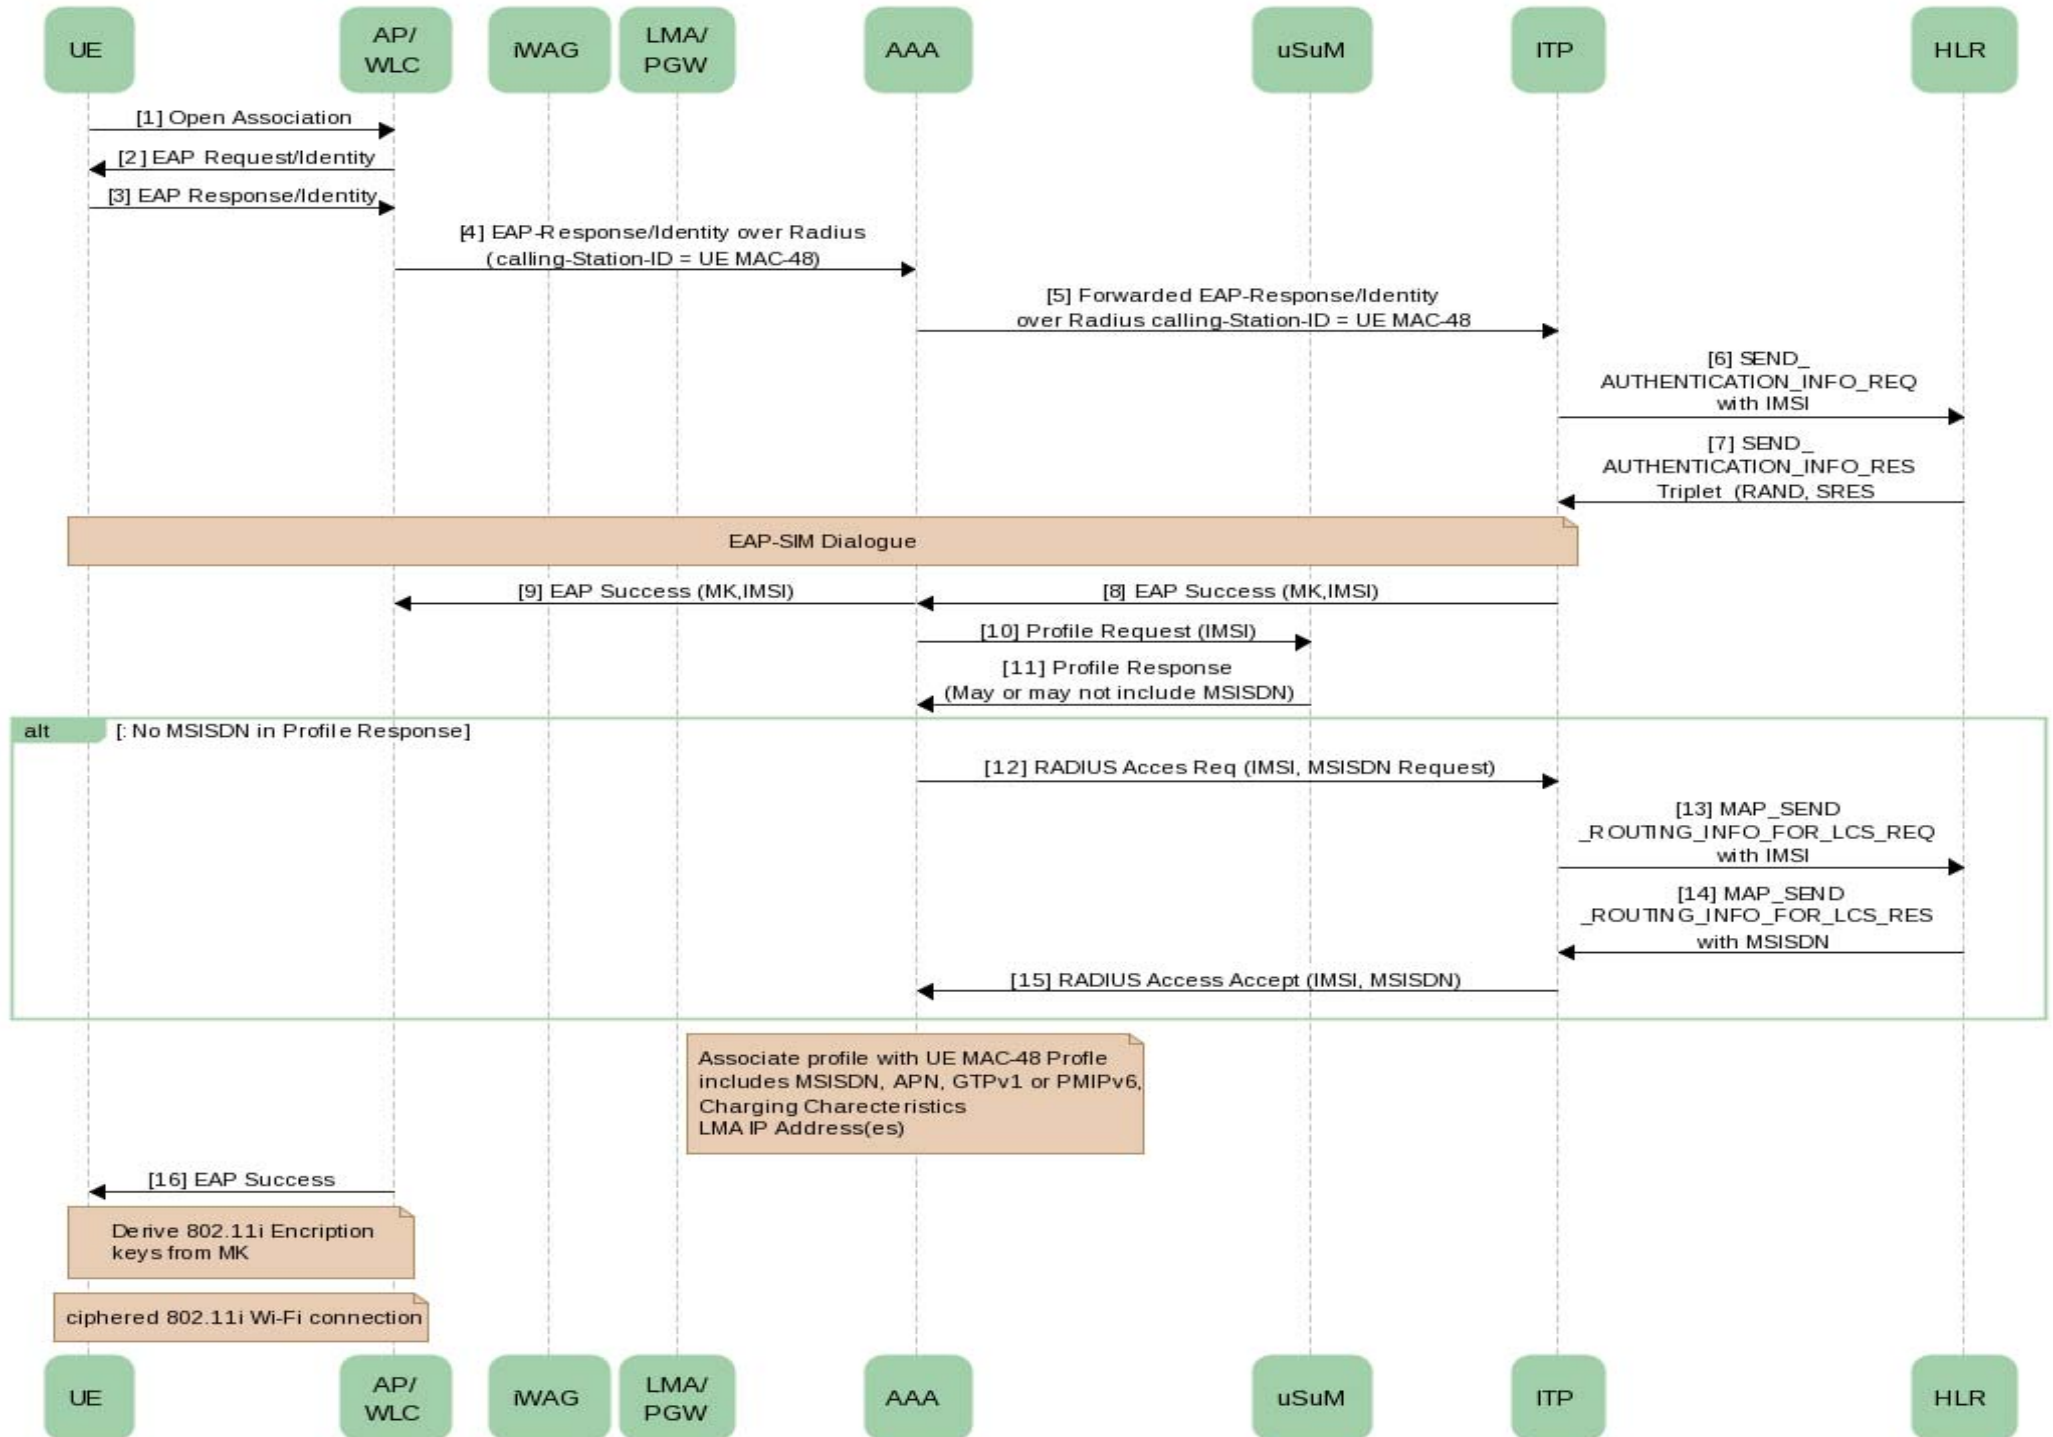 UE
AP/
WLC
iWAG
LMA/
PGW
AAA
uSuM
ITP
HLR
[1] Open Association
[2] EAP Request/Identity
[3] EAP Response/Identity
[4] EAP-Response/Identity over Radius
(calling-Station-ID = UE MAC-48)
[5] Forwarded EAP-Response/Identity
over Radius calling-Station-ID = UE MAC-48
[6] SEND_
AUTHENTICATION_INFO_REQ
with IMSI
[7] SEND_
AUTHENTICATION_INFO_RES
Triplet (RAND, SRES
EAP-SIM Dialogue
[9] EAP Success (MK,IMSI)
[8] EAP Success (MK,IMSI)
[10] Profile Request (IMSI)
[11] Profile Response
(May or may not include MSISDN)
alt [: No MSISDN in Profile Response]
[12] RADIUS Acces Req (IMSI, MSISDN Request)
[13] MAP_SEND
_ROUTING_INFO_FOR_LCS_REQ
with IMSI
[14] MAP_SEND
_ROUTING_INFO_FOR_LCS_RES
with MSISDN
[15] RADIUS Access Accept (IMSI, MSISDN)
Associate profile with UE MAC-48 Profle
includes MSISDN, APN, GTPv1 or PMIPv6,
Charging Charecteristics
LMA IP Address(es)
[16] EAP Success
Derive 802.11i Encription
keys from MK
ciphered 802.11i Wi-Fi connection
UE
AP/
WLC
iWAG
LMA/
PGW
AAA
uSuM
ITP
HLR